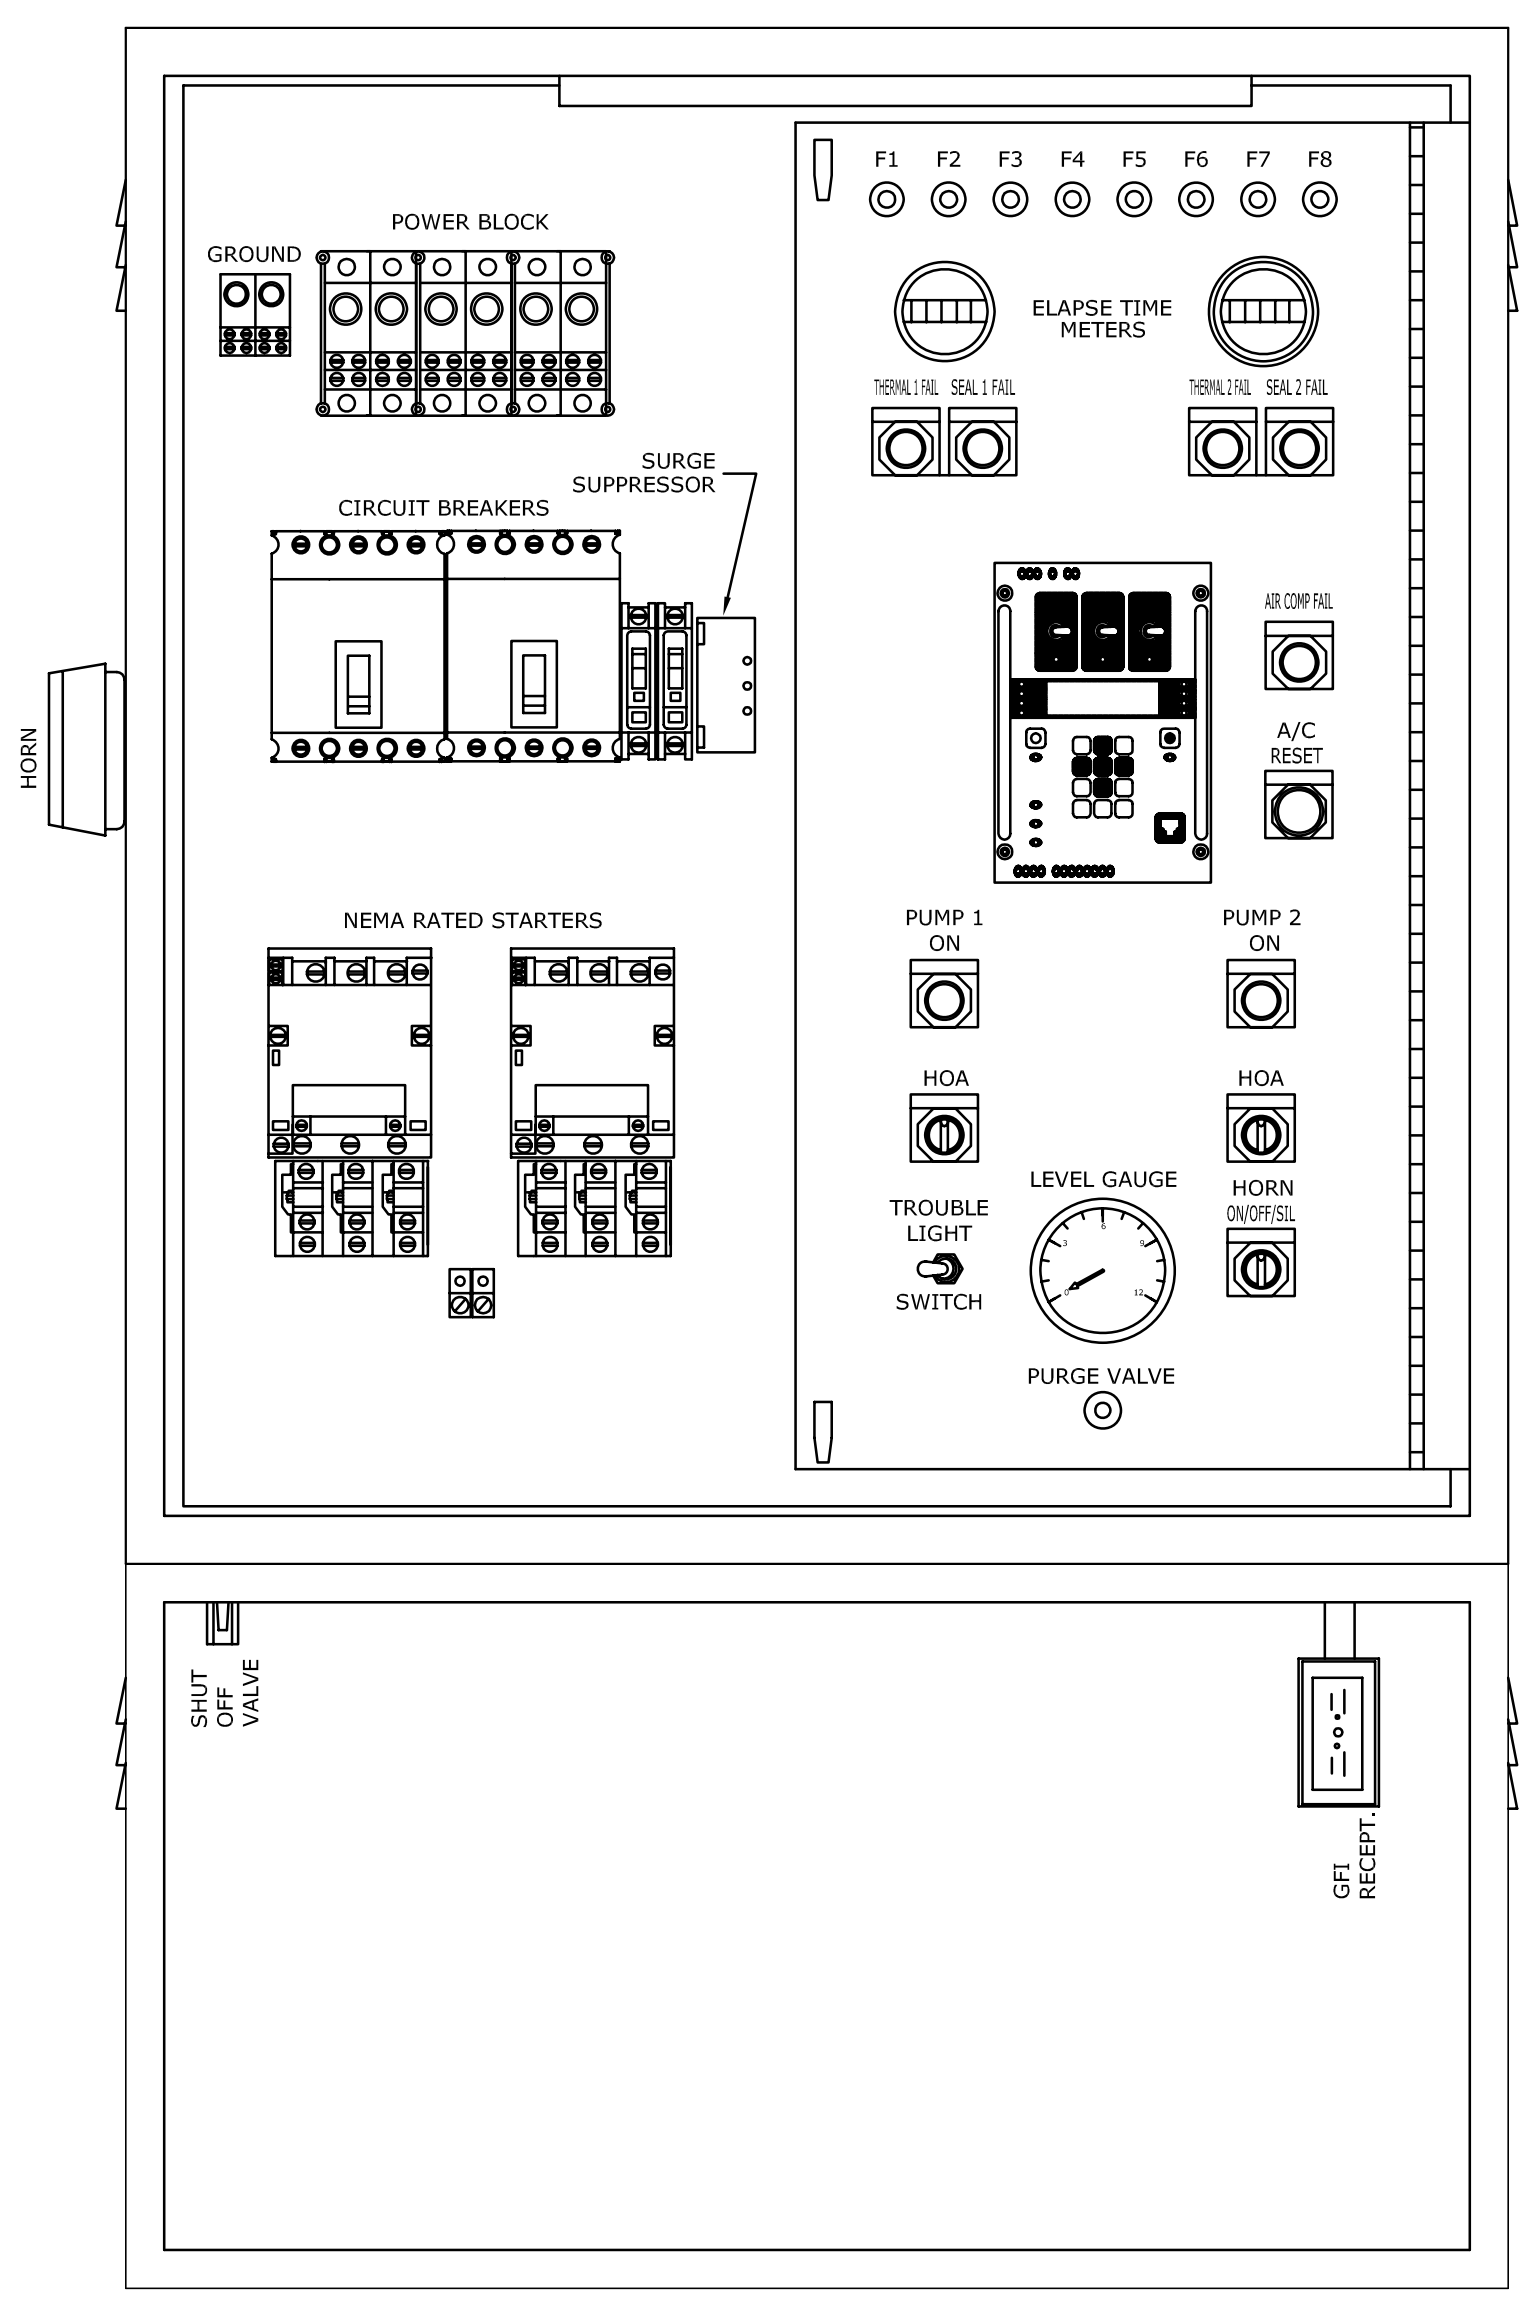 F1 F2 F3 F4 F5 F6 F7 F8
POWER BLOCK
GROUND
ELAPSE TIME
METERS
THERMAL 1 FAIL SEAL 1 FAIL
THERMAL 2 FAIL SEAL 2 FAIL
SURGE
SUPPRESSOR
CIRCUIT BREAKERS
AIR COMP FAIL
A/C
RESET
HORN
NEMA RATED STARTERS
PUMP 1
ON
PUMP 2
ON
HOA
HOA
LEVEL GAUGE
0 3 6 9 12
TROUBLE
LIGHT
SWITCH
HORN
ON/OFF/SIL
PURGE VALVE
SHUT
OFF
VALVE
GFI
RECEPT.